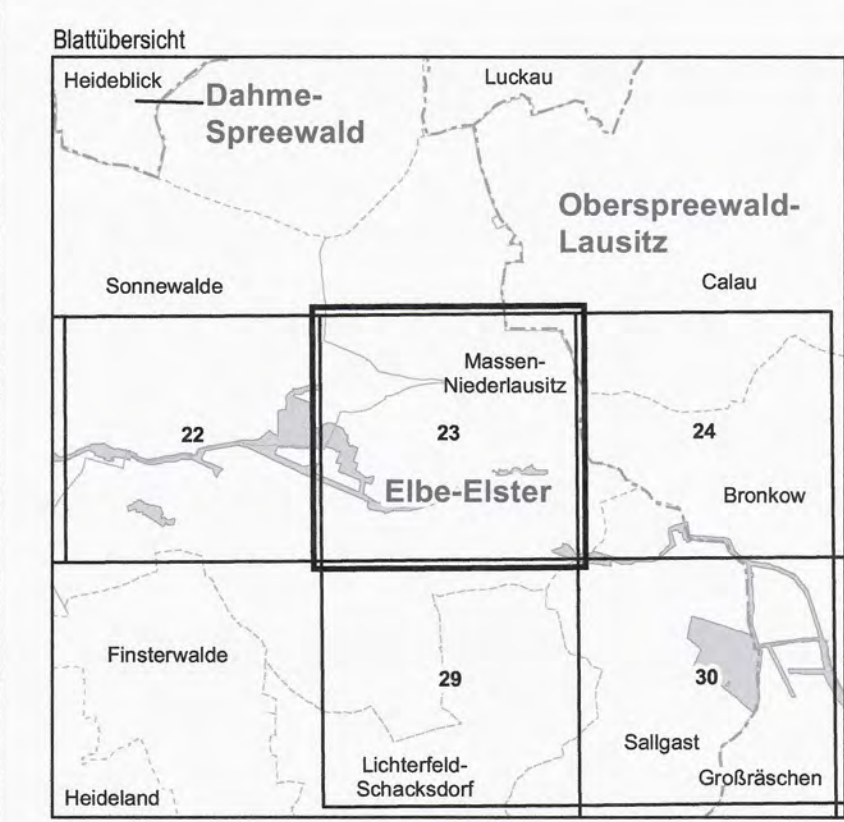 Blattübersicht
Heideblick
Luckau
Dahme-
Spreewald
Oberspreewald-
Lausitz
Sonnewalde
Calau
Massen-
Niederlausitz
22
23
24
Elbe-Elster
Bronkow
Finsterwalde
29
30
Sallgast
Lichterfeld-
Schacksdorf
Großräschen
Heideland